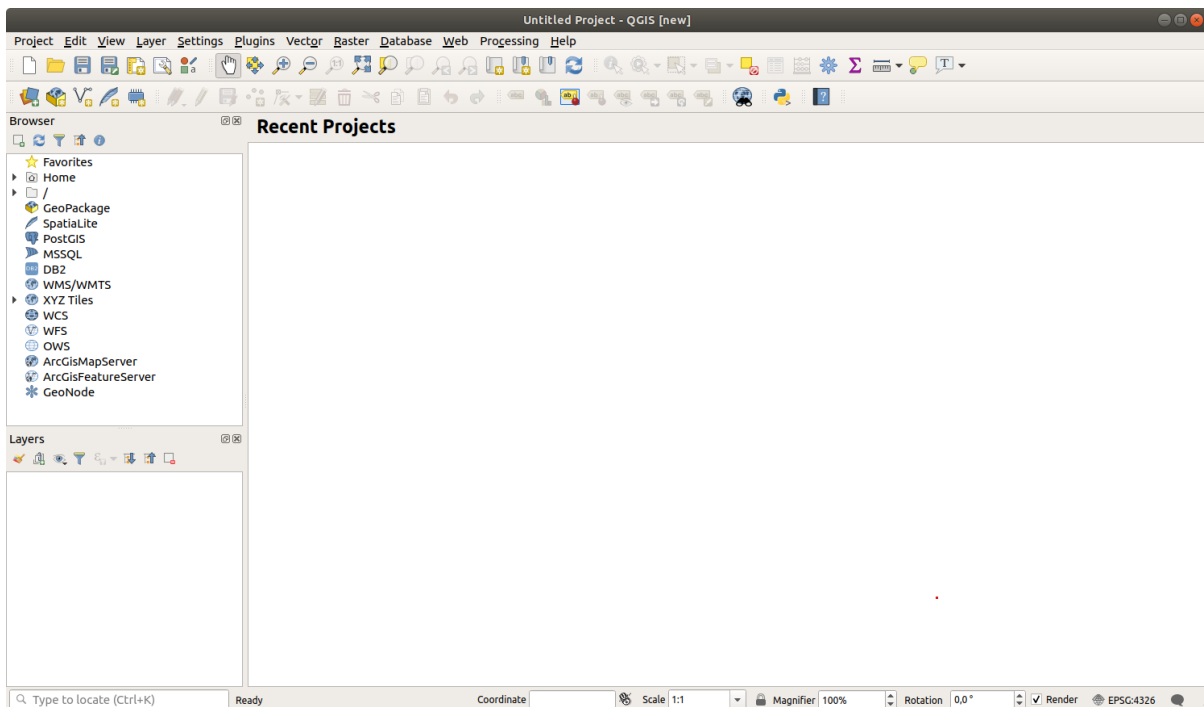 Untitled Project - QGIS [new]
Project Edit View Layer Settings Plugins Vector Raster Database Web Processing Help
Browser
Recent Projects
Favorites
Home
/
GeoPackage
SpatiaLite
PostGIS
MSSQL
DB2
WMS/WMTS
XYZ Tiles
WCS
WFS
OWS
ArcGisMapServer
ArcGisFeatureServer
GeoNode
Layers
Type to locate (Ctrl+K) Ready Coordinate Scale 1:1 Magnifier 100% Rotation 0,0 ° Render EPSG:4326